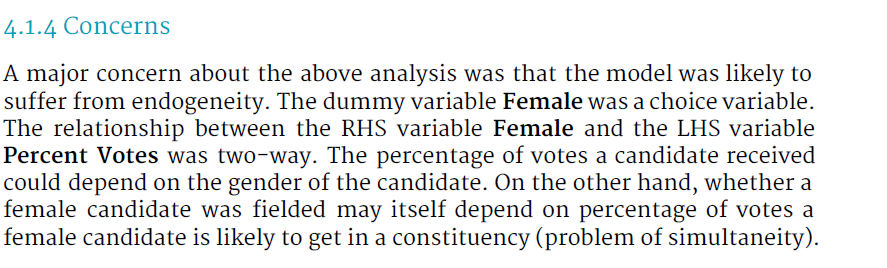 4.1.4 Concerns
A major concern about the above analysis was that the model was likely to
suffer from endogeneity. The dummy variable Female was a choice variable.
The relationship between the RHS variable Female and the LHS variable
Percent Votes was two-way. The percentage of votes a candidate received
could depend on the gender of the candidate. On the other hand, whether a
female candidate was fielded may itself depend on percentage of votes a
female candidate is likely to get in a constituency (problem of simultaneity).